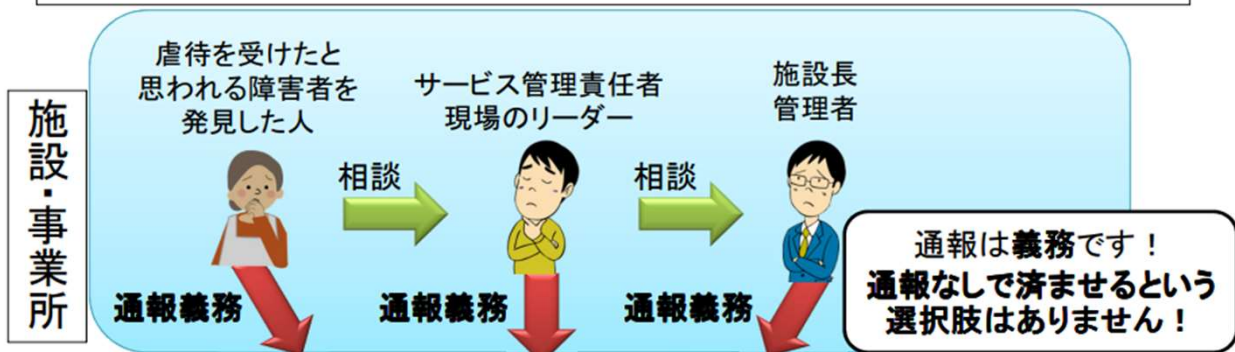 施設・事業所
虐待を受けたと
思われる障害者を
発見した人
サービス管理責任者
現場のリーダー
施設長
管理者
相談
相談
通報義務
通報義務
通報義務
通報は義務です！
通報なしで済ませるという
選択肢はありません！